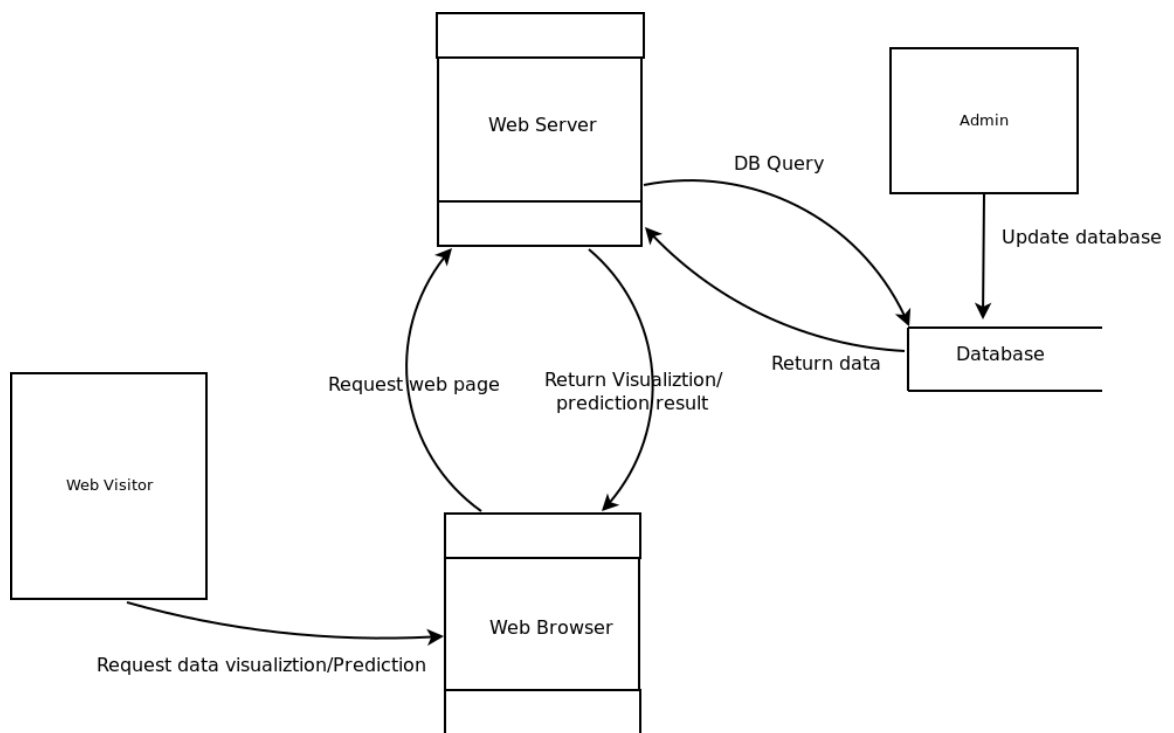 Web Server
Admin
DB Query
Update database
Database
Return data
Request web page
Return Visualiztion/
prediction result
Web Visitor
Web Browser
Request data visualiztion/Prediction